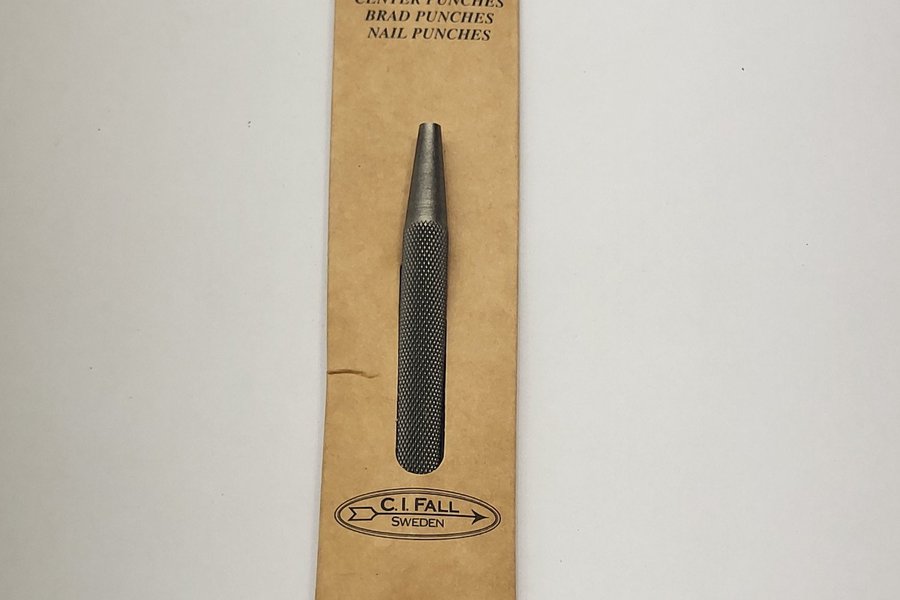 CENTER PUNCHES
BRAD PUNCHES
NAIL PUNCHES
C.I. FALL
SWEDEN